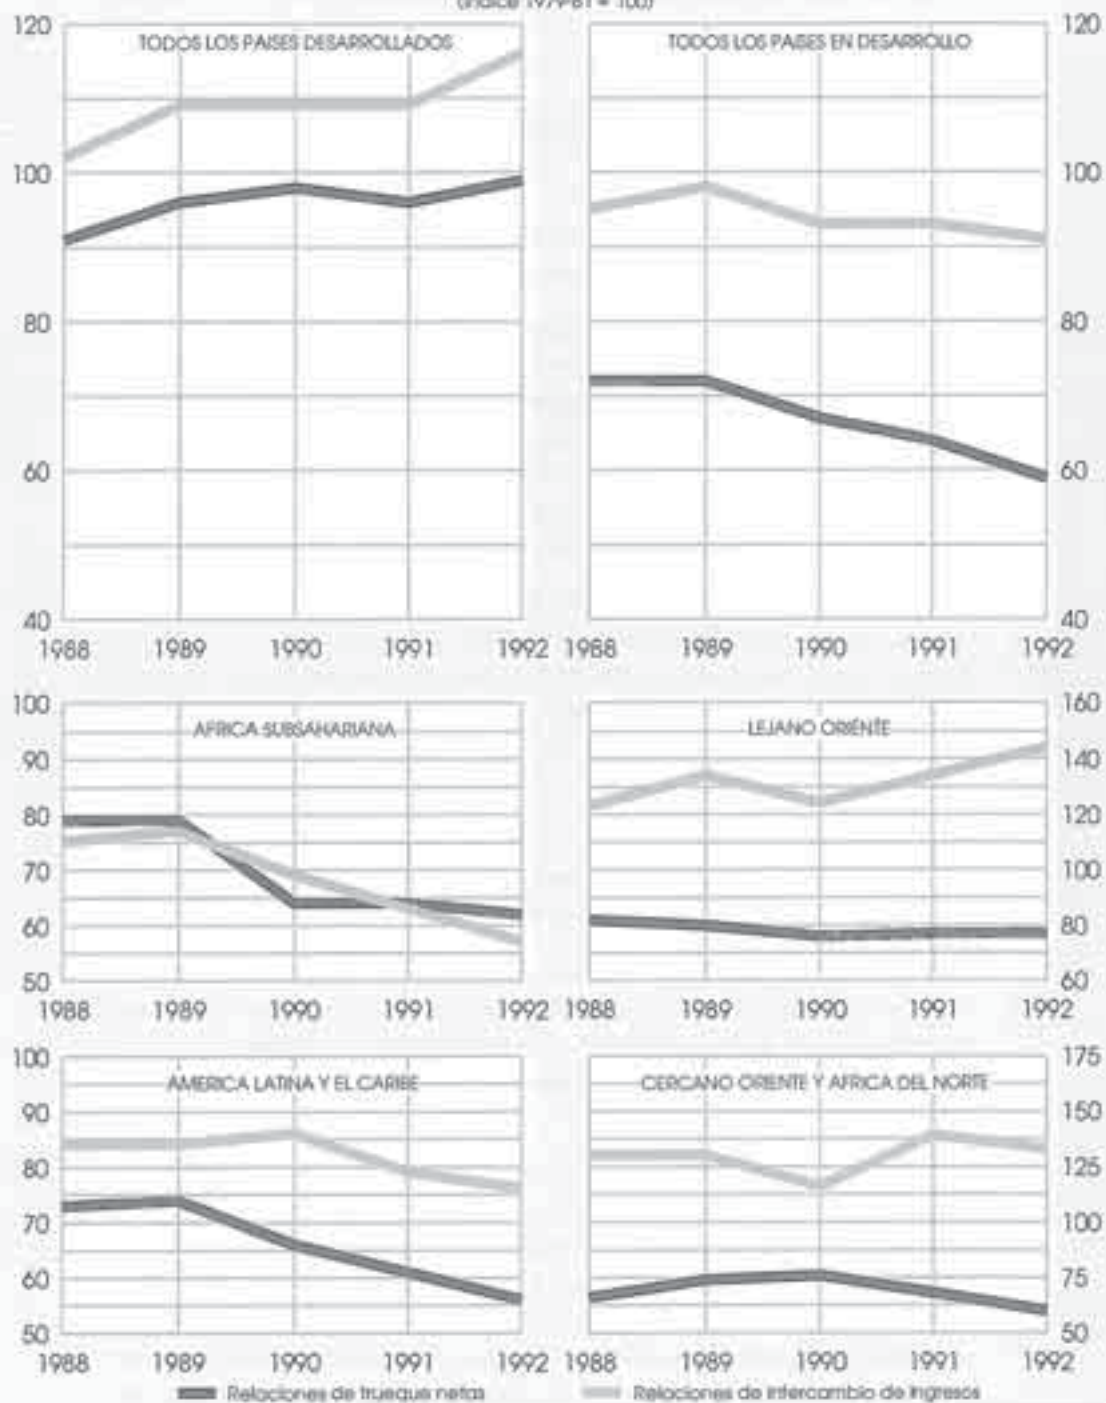 (índice 1979-81 = 100)
120 TODOS LOS PAISES DESARROLLADOS
100
80
60
40
1988 1989 1990 1991 1992
TODOS LOS PAISES EN DESARROLLO 120
100
80
60
40
1988 1989 1990 1991 1992
100
AFRICA SUBSAHARIANA
90
80
70
60
50
1988 1989 1990 1991 1992
160
LEJANO ORIENTE
140
120
100
80
60
1988 1989 1990 1991 1992
100
AMERICA LATINA Y EL CARIBE
90
80
70
60
50
1988 1989 1990 1991 1992
175
CERCANO ORIENTE Y AFRICA DEL NORTE
150
125
100
75
50
1988 1989 1990 1991 1992
Relaciones de trueque netas
Relaciones de intercambio de ingresos